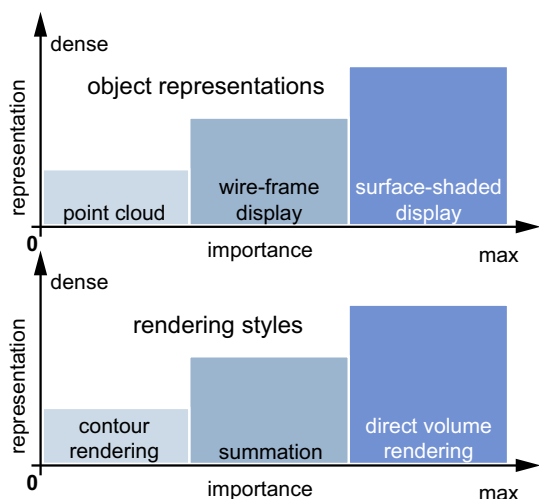 dense
object representations
representation
wire-frame
display
surface-shaded
display
point cloud
0
importance
max
dense
rendering styles
representation
contour
rendering
summation
direct volume
rendering
0
importance
max